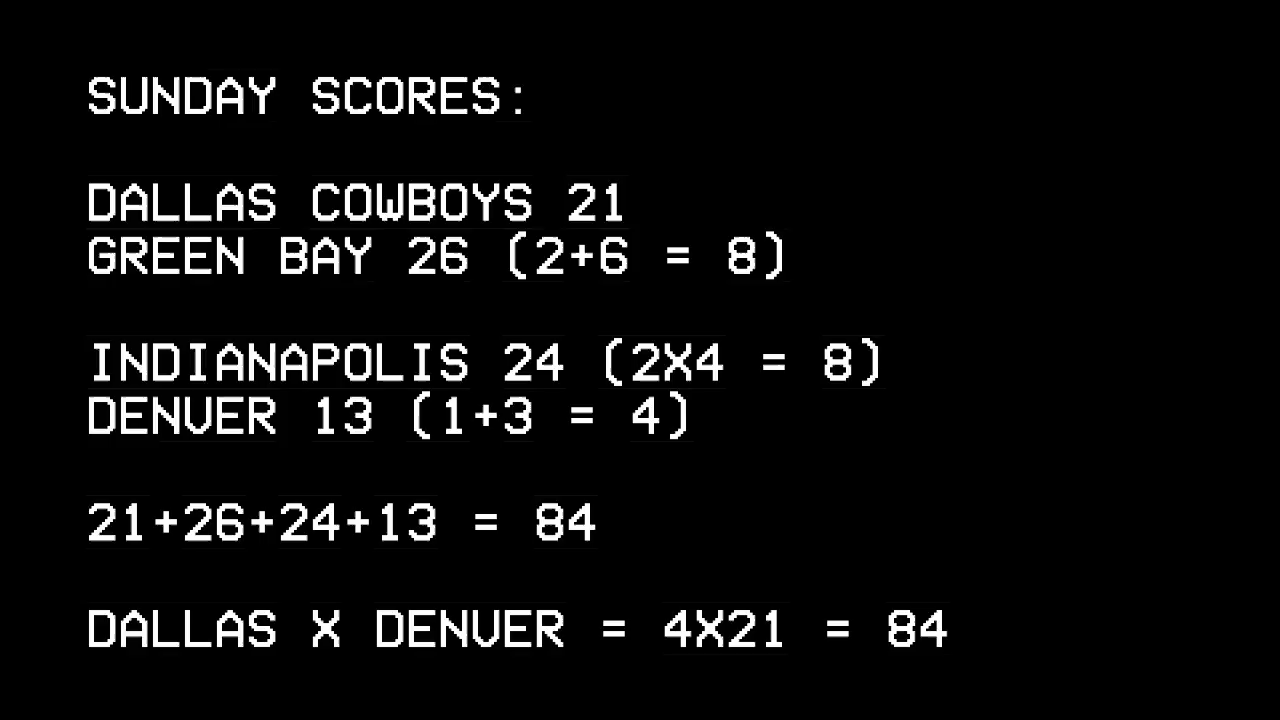 SUNDAY SCORES:
DALLAS COWBOYS 21
GREEN BAY 26 (2+6 = 8)
INDIANAPOLIS 24 (2X4 = 8)
DENVER 13 (1+3 = 4)
21+26+24+13 = 84
DALLAS X DENVER = 4X21 = 84